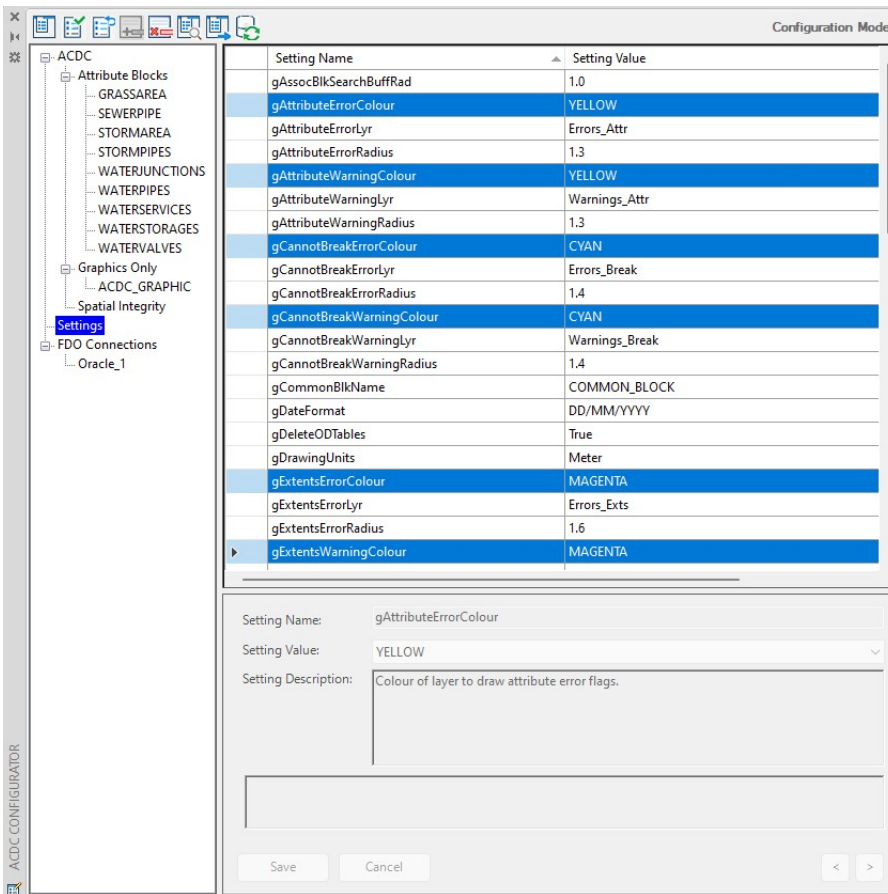 Configuration Mode
ACDC
Attribute Blocks
GRASSAREA
SEWERPIPE
STORMAREA
STORMPIPES
WATERJUNCTIONS
WATERPIPES
WATERSERVICES
WATERSTORAGES
WATERVALVES
Graphics Only
ACDC_GRAPHIC
Spatial Integrity
Settings
FDO Connections
Oracle_1
Setting Name Setting Value
gAssocBlkSearchBuffRad 1.0
gAttributeErrorColour YELLOW
gAttributeErrorLyr Errors_Attr
gAttributeErrorRadius 1.3
gAttributeWarningColour YELLOW
gAttributeWarningLyr Warnings_Attr
gAttributeWarningRadius 1.3
gCannotBreakErrorColour CYAN
gCannotBreakErrorLyr Errors_Break
gCannotBreakErrorRadius 1.4
gCannotBreakWarningColour CYAN
gCannotBreakWarningLyr Warnings_Break
gCannotBreakWarningRadius 1.4
gCommonBlkName COMMON_BLOCK
gDateFormat DD/MM/YYYY
gDeleteODTables True
gDrawingUnits Meter
gExtentsErrorColour MAGENTA
gExtentsErrorLyr Errors_Exts
gExtentsErrorRadius 1.6
gExtentsWarningColour MAGENTA
Setting Name: gAttributeErrorColour
Setting Value: YELLOW
Setting Description: Colour of layer to draw attribute error flags.
Save Cancel < >
ACDC CONFIGURATOR